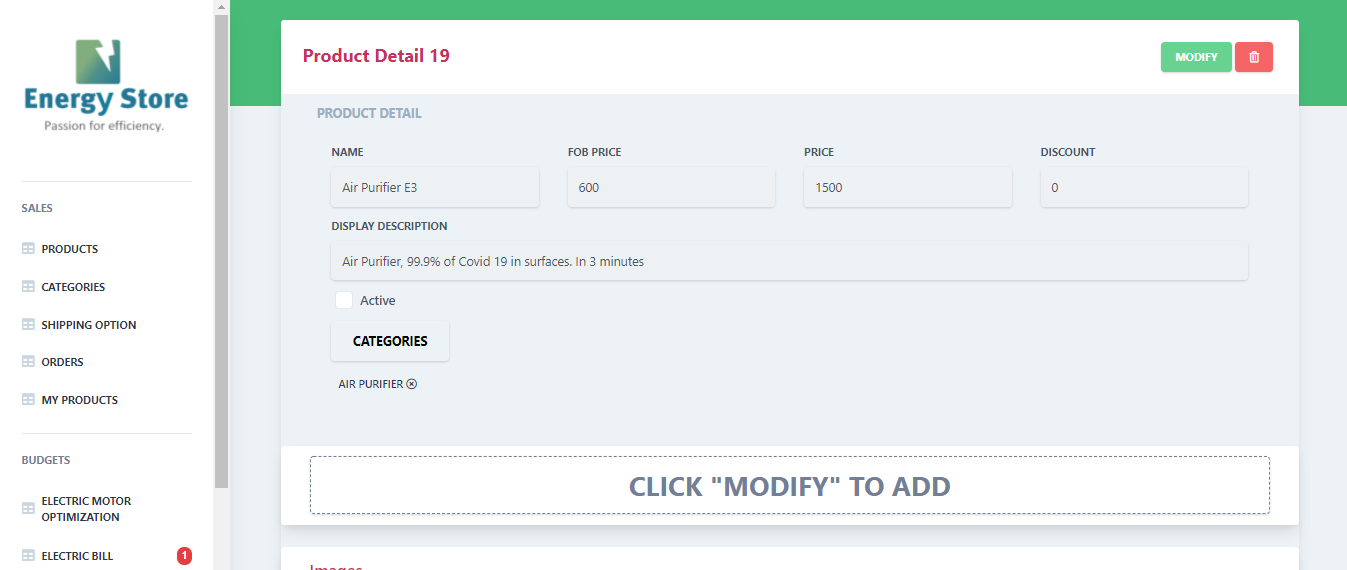 Energy Store
Passion for efficiency.
SALES
PRODUCTS
CATEGORIES
SHIPPING OPTION
ORDERS
MY PRODUCTS
BUDGETS
ELECTRIC MOTOR
OPTIMIZATION
ELECTRIC BILL 1
Product Detail 19
MODIFY
PRODUCT DETAIL
NAME FOB PRICE PRICE DISCOUNT
Air Purifier E3 600 1500 0
DISPLAY DESCRIPTION
Air Purifier, 99.9% of Covid 19 in surfaces. In 3 minutes
Active
CATEGORIES
AIR PURIFIER
CLICK "MODIFY" TO ADD
Images